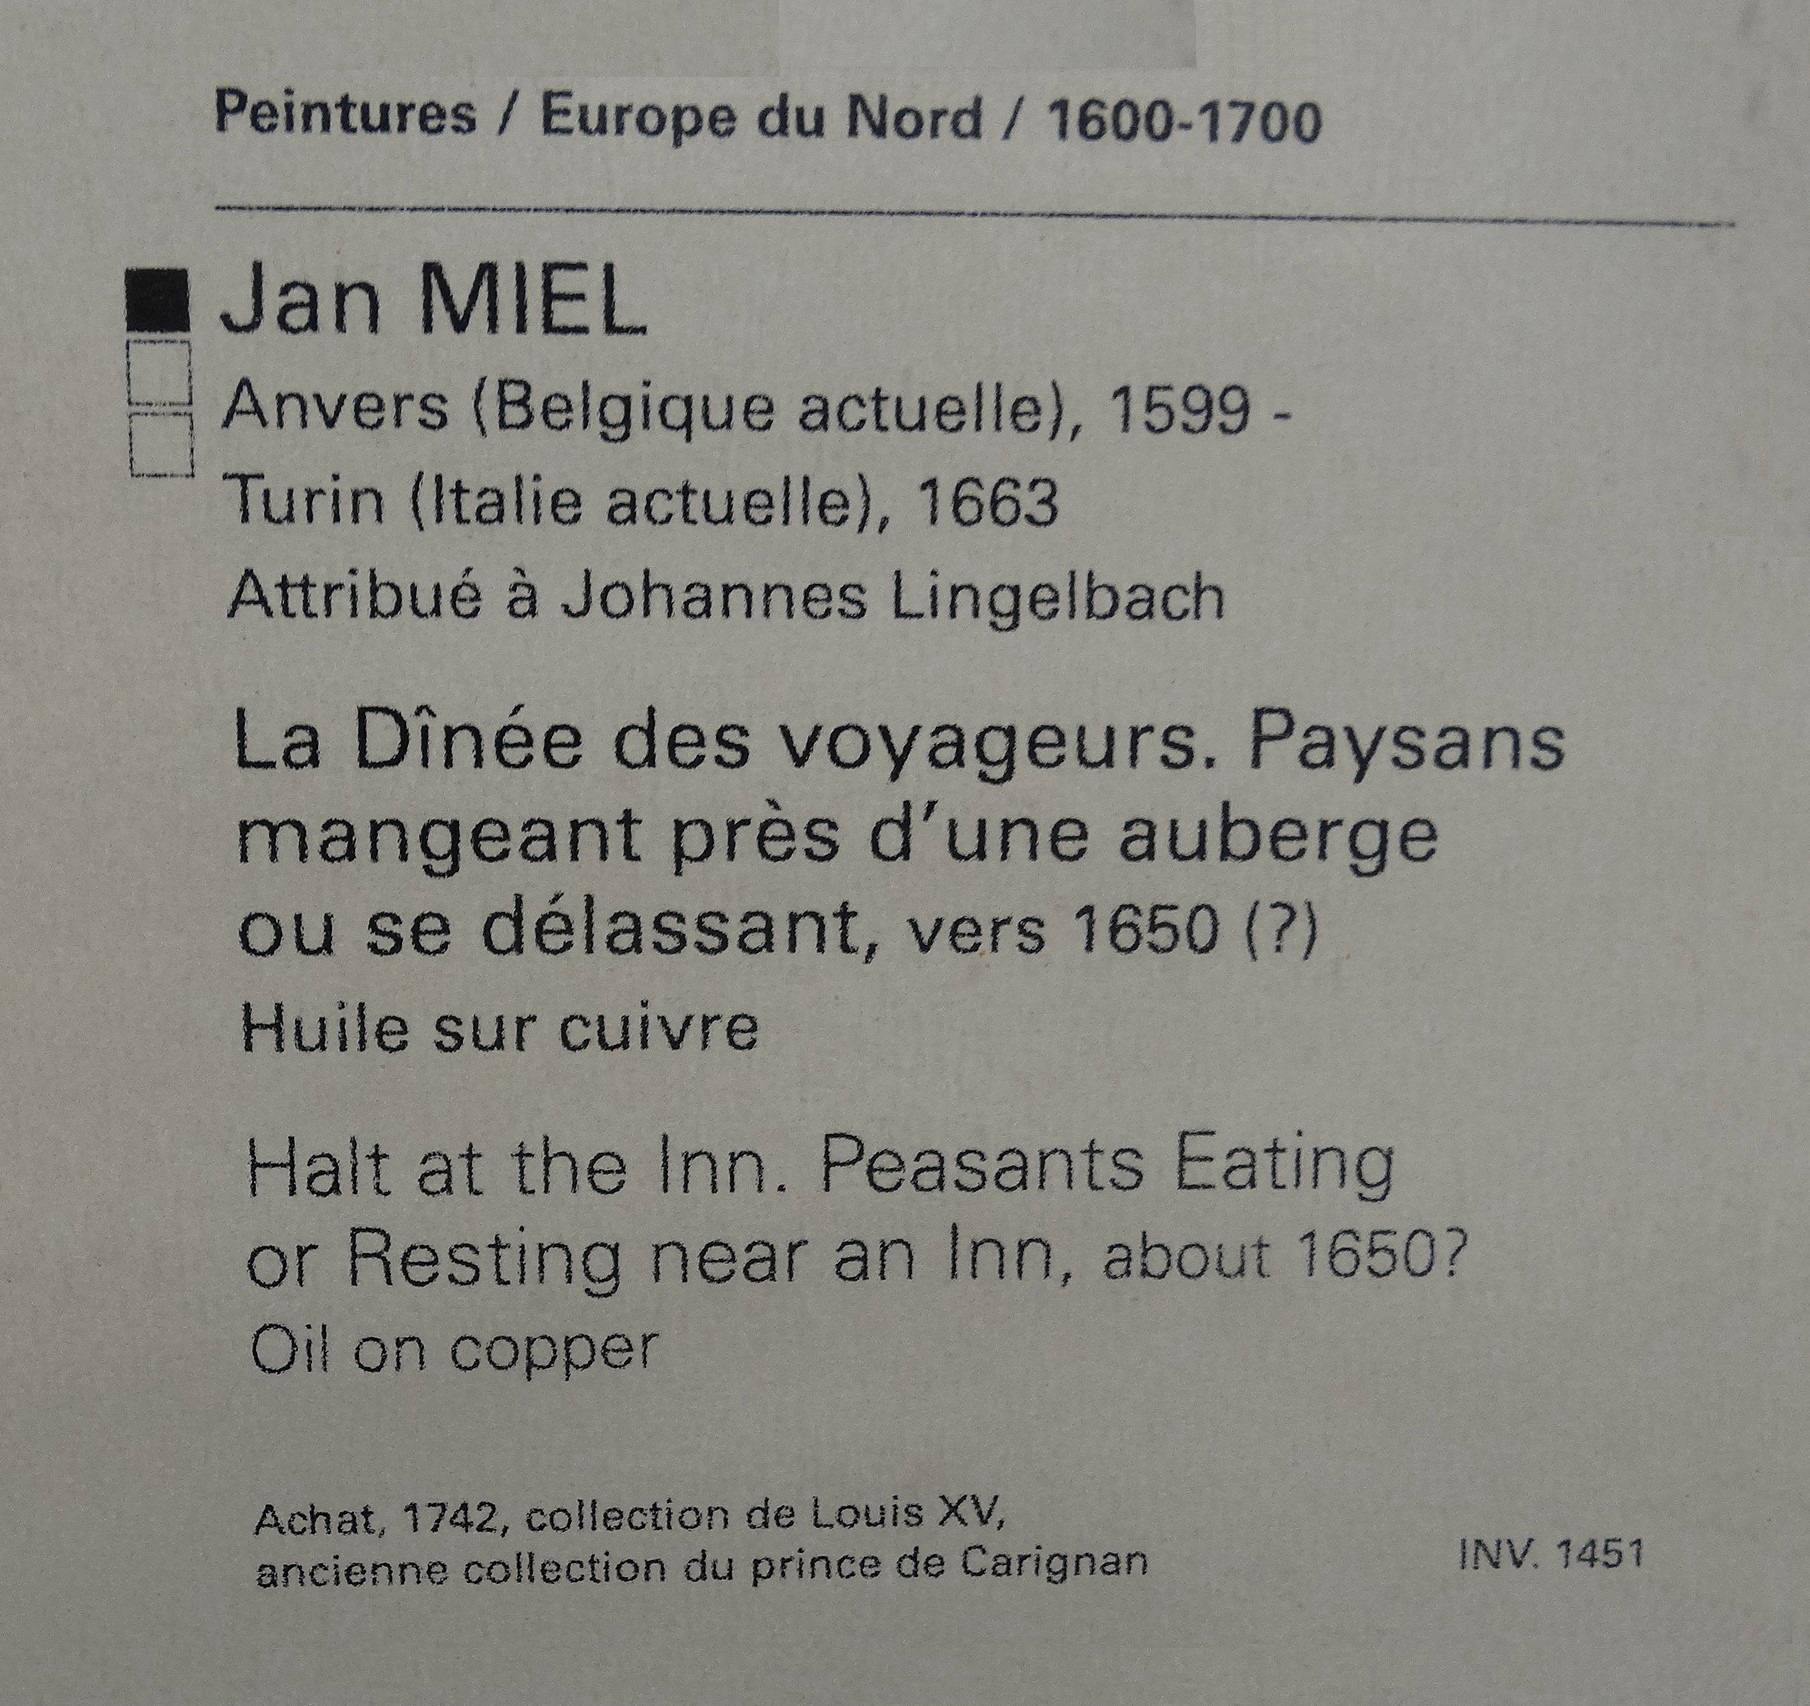 Peintures / Europe du Nord / 1600-1700
Jan MIEL
Anvers (Belgique actuelle), 1599 -
Turin (Italie actuelle), 1663
Attribué à Johannes Lingelbach
La Dînée des voyageurs. Paysans
mangeant près d'une auberge
ou se délassant, vers 1650 (?)
Huile sur cuivre
Halt at the Inn. Peasants Eating
or Resting near an Inn, about 1650?
Oil on copper
Achat, 1742, collection de Louis XV,
ancienne collection du prince de Carignan
INV. 1451